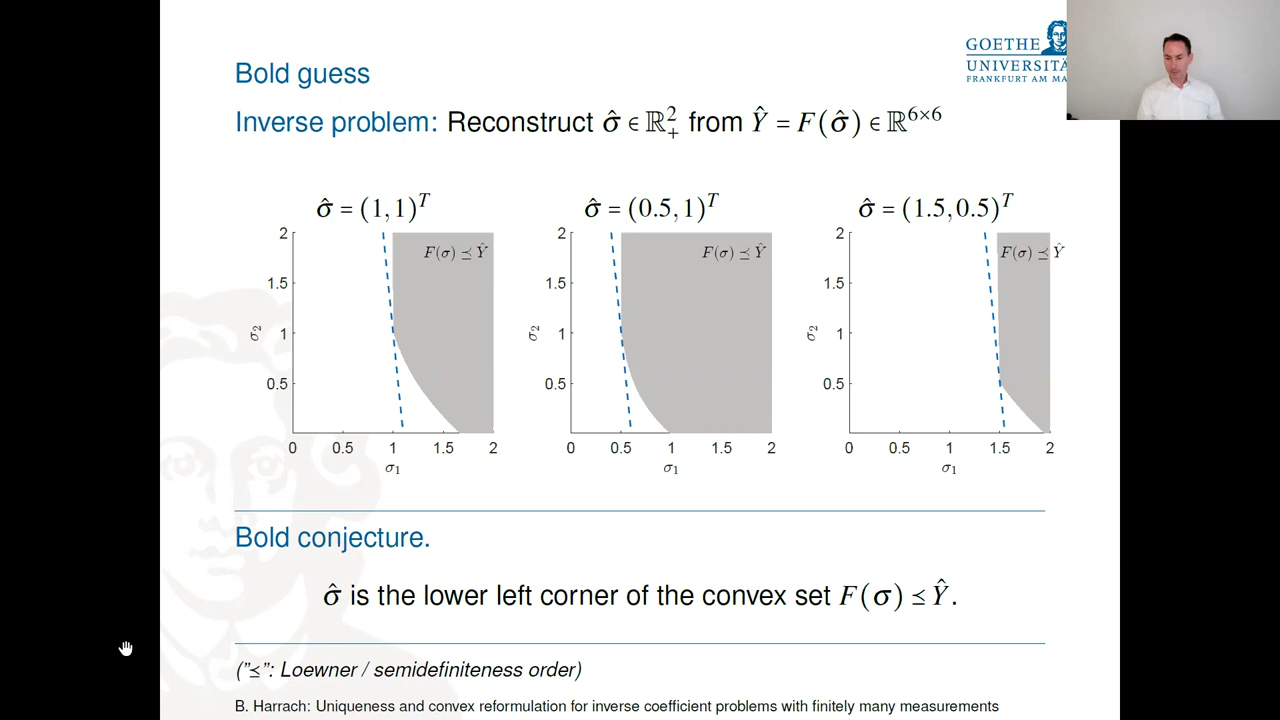 GOETHE
UNIVERSITÄ
FRANKFURT AM MA
Bold guess
Inverse problem: Reconstruct σ̂ ∈ ℝ²₊ from Ŷ = F(σ̂) ∈ ℝ⁶ˣ⁶
σ̂ = (1,1)ᵀ σ̂ = (0.5,1)ᵀ σ̂ = (1.5,0.5)ᵀ
2 F(σ) ⪯ Ŷ 2 F(σ) ⪯ Ŷ 2 F(σ) ⪯ Ŷ
1.5 1.5 1.5
σ₂ 1 σ₂ 1 σ₂ 1
0.5 0.5 0.5
0 0.5 1 1.5 2 0 0.5 1 1.5 2 0 0.5 1 1.5 2
σ₁ σ₁ σ₁
Bold conjecture.
σ̂ is the lower left corner of the convex set F(σ) ⪯ Ŷ.
("⪯": Loewner / semidefiniteness order)
B. Harrach: Uniqueness and convex reformulation for inverse coefficient problems with finitely many measurements